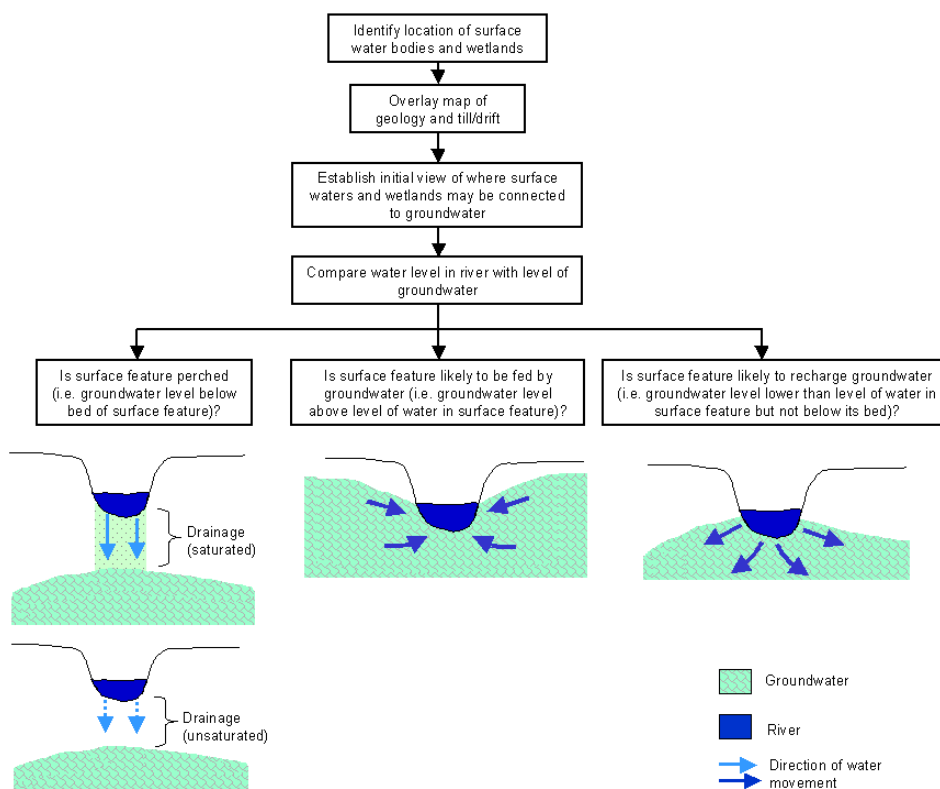 Identify location of surface
water bodies and wetlands
Overlay map of
geology and till/drift
Establish initial view of where surface
waters and wetlands may be connected
to groundwater
Compare water level in river with level of
groundwater
Is surface feature perched
(i.e. groundwater level below
bed of surface feature)?
Is surface feature likely to be fed by
groundwater (i.e. groundwater level
above level of water in surface feature)?
Is surface feature likely to recharge groundwater
(i.e. groundwater level lower than level of water in
surface feature but not below its bed)?
Drainage
(saturated)
Drainage
(unsaturated)
Groundwater
River
Direction of water
movement